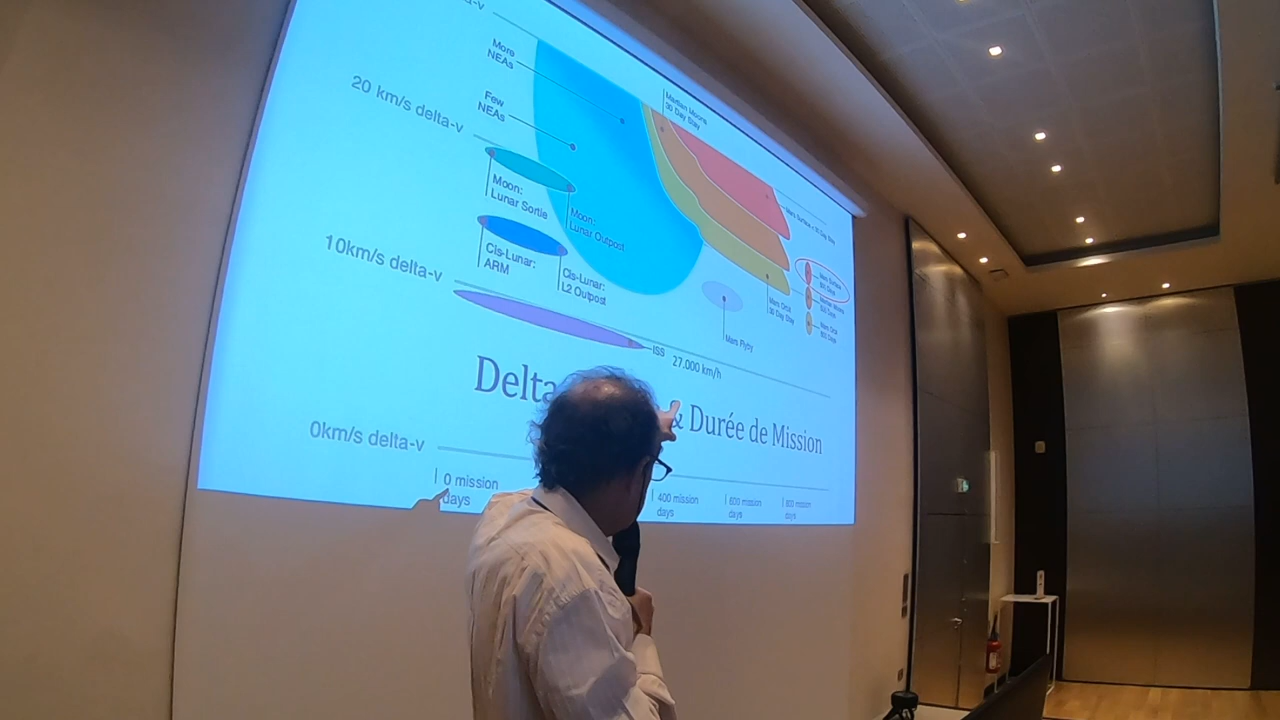 More
NEAs
Few
NEAs
20 km/s delta-v
Martian Moons
30 Day Stay
Moon:
Lunar Sortie
Moon:
Lunar Outpost
Cis-Lunar:
ARM
Cis-Lunar:
L2 Outpost
10km/s delta-v
Mars Orbit
30 Day Stay
Mars Flyby
ISS
27.000 km/h
Delta
& Durée de Mission
0km/s delta-v
0 mission
days
400 mission
days
600 mission
days
800 mission
days